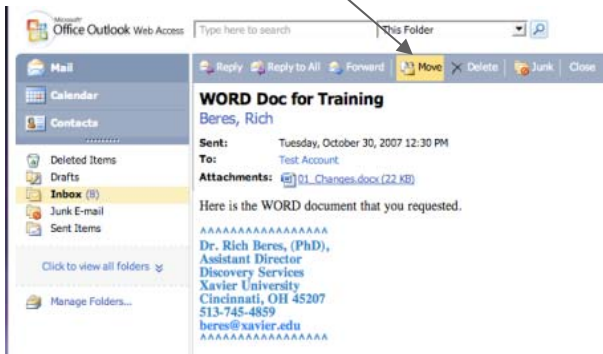 Microsoft
Office Outlook Web Access Type here to search This Folder
Mail Reply Reply to All Forward Move Delete Junk Close
Calendar
Contacts
WORD Doc for Training
Beres, Rich
Sent: Tuesday, October 30, 2007 12:30 PM
To: Test Account
Attachments: 01_Changes.docx (22 KB)
Deleted Items
Drafts
Inbox (8)
Junk E-mail
Sent Items
Click to view all folders
Manage Folders...
Here is the WORD document that you requested.
^^^^^^^^^^^^^^^^^
Dr. Rich Beres, (PhD),
Assistant Director
Discovery Services
Xavier University
Cincinnati, OH 45207
513-745-4859
beres@xavier.edu
^^^^^^^^^^^^^^^^^